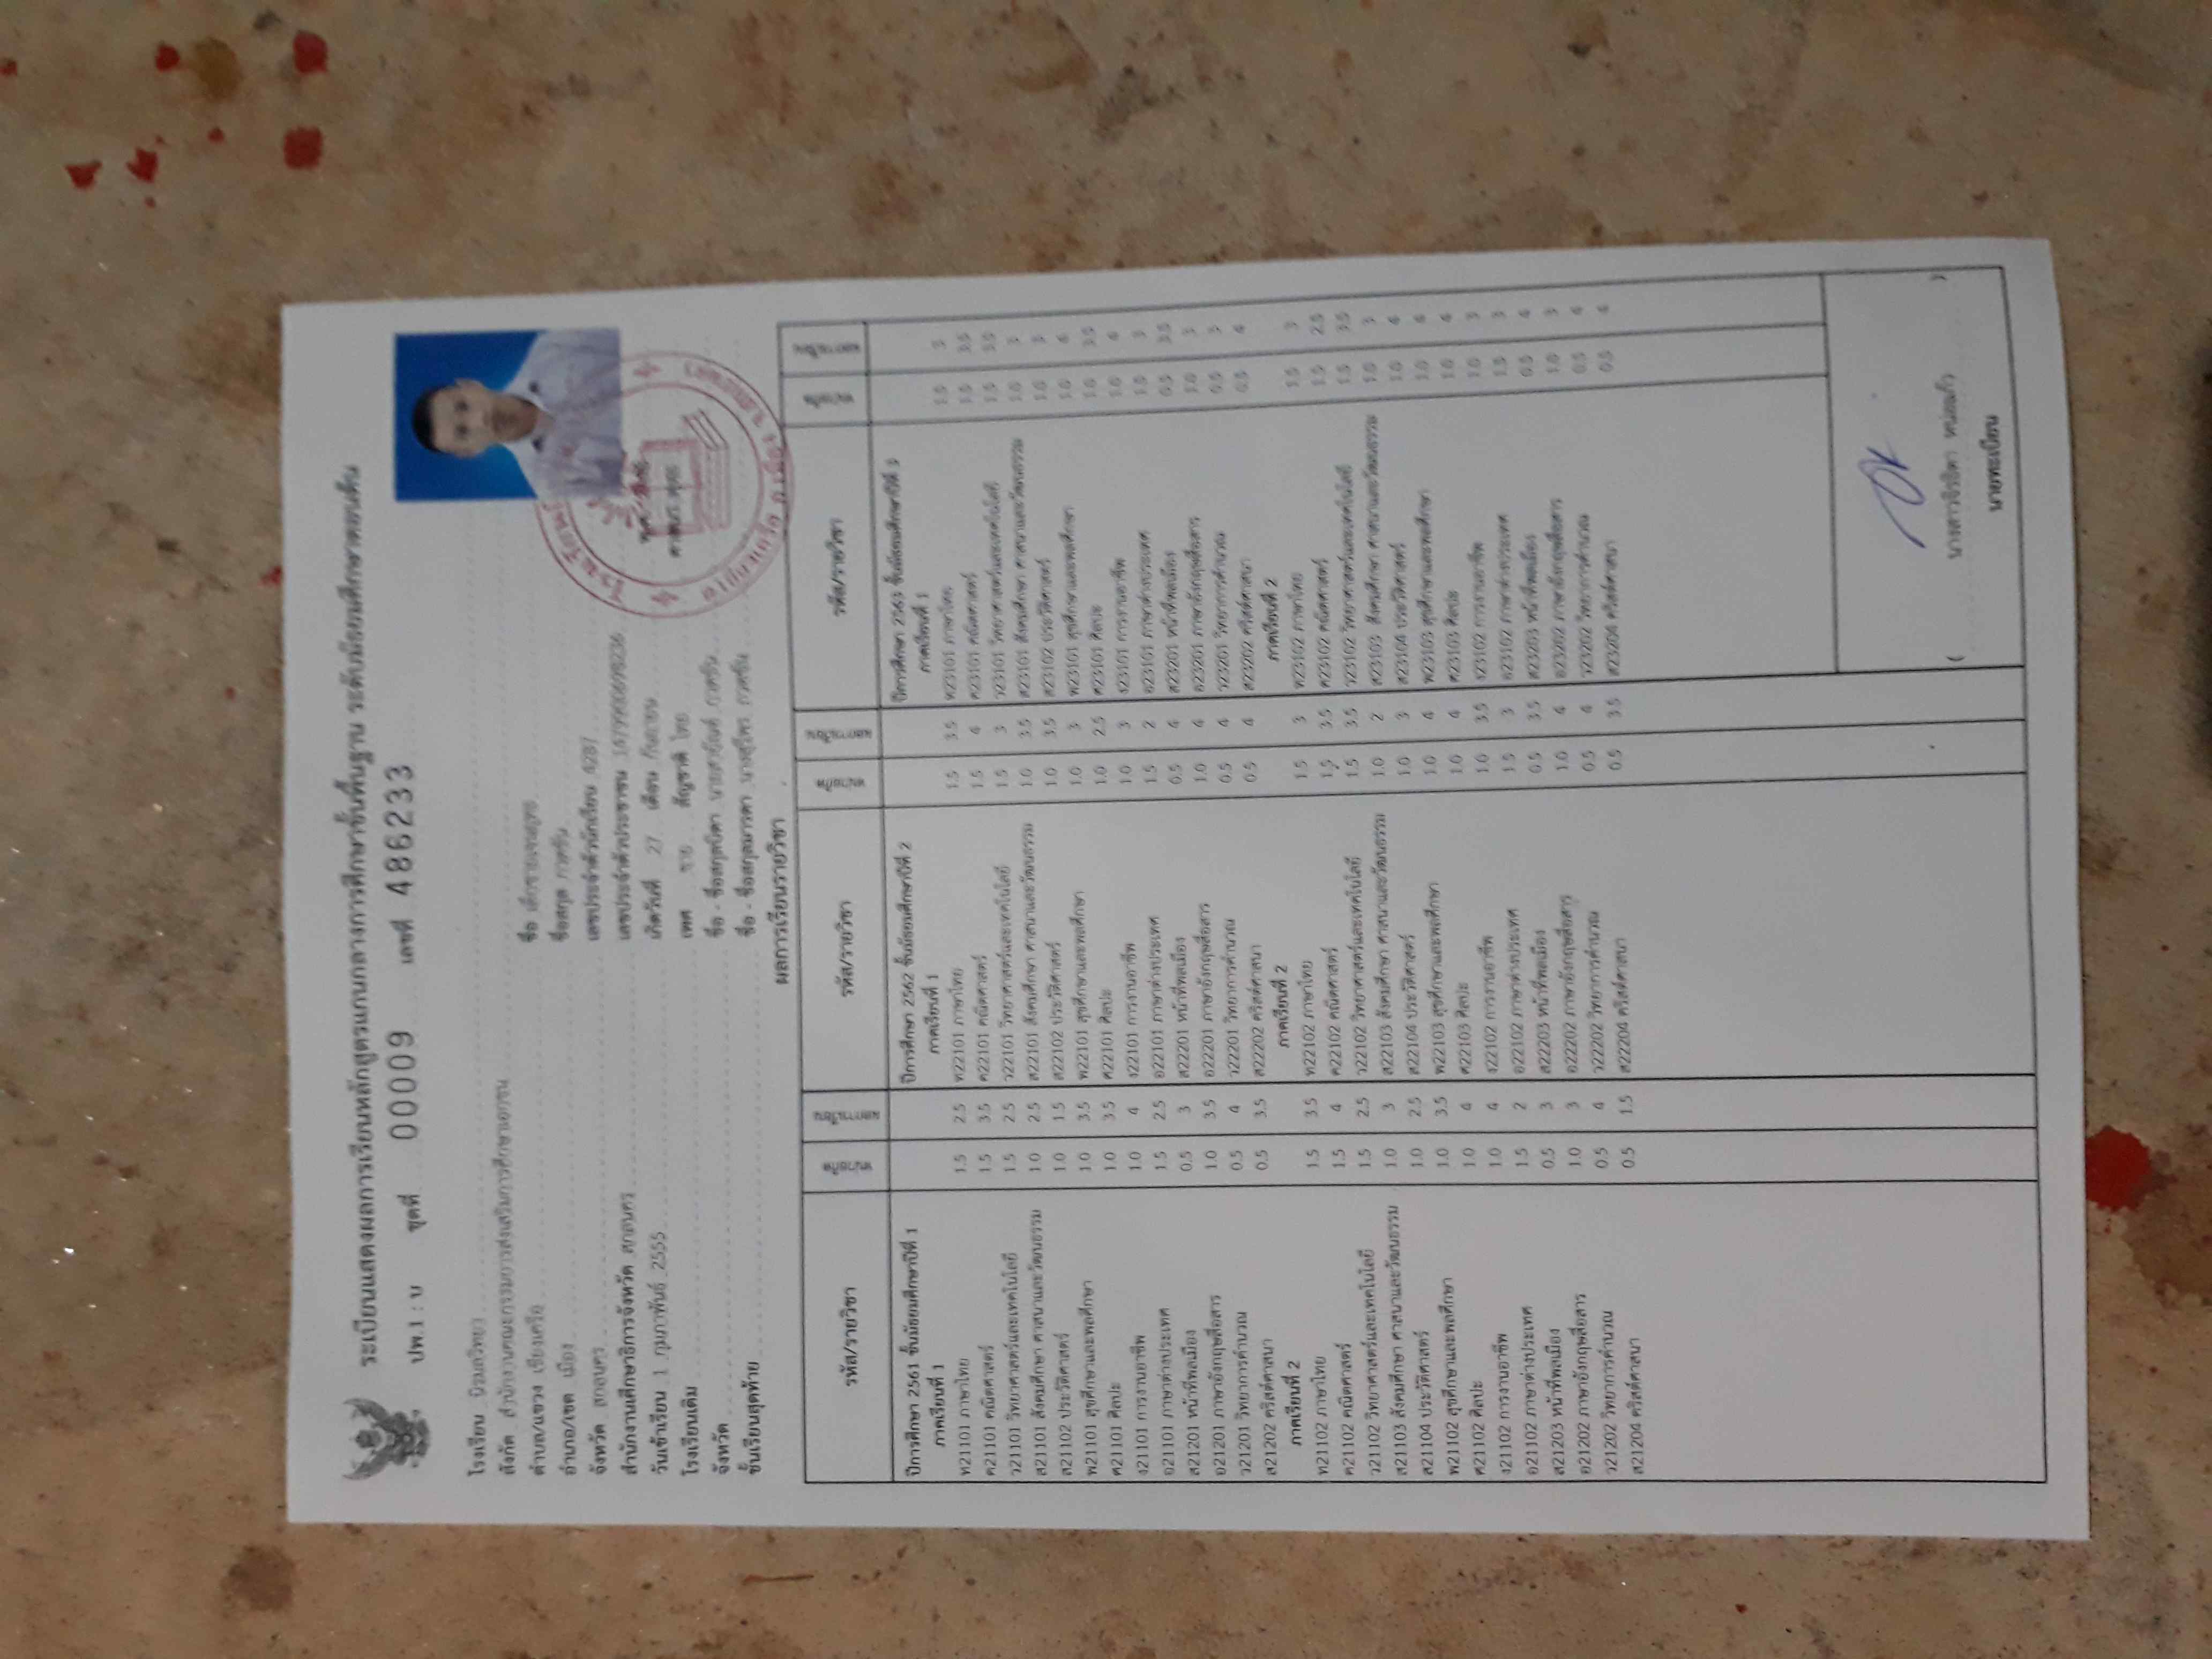 ระเบียนแสดงผลการเรียนหลักสูตรแกนกลางการศึกษาขั้นพื้นฐาน ระดับมัธยมศึกษาตอนต้น
ปพ.1 : บ ชุดที่ 00009 เลขที่ 486233
โรงเรียน นิรมลวิทยา
สังกัด สำนักงานคณะกรรมการส่งเสริมการศึกษาเอกชน
ตำบล/แขวง เชียงเครือ
อำเภอ/เขต เมือง
จังหวัด สกลนคร
สำนักงานศึกษาธิการจังหวัด สกลนคร
วันเข้าเรียน 1 กุมภาพันธ์ 2555
โรงเรียนเดิม
จังหวัด
ชั้นเรียนสุดท้าย
ชื่อ
ชื่อสกุล
เลขประจำตัวนักเรียน 4287
เลขประจำตัวประชาชน
เกิดวันที่ 27 เดือน กันยายน
เพศ ชาย สัญชาติ ไทย
ชื่อ - ชื่อสกุลบิดา
ชื่อ - ชื่อสกุลมารดา
ผลการเรียนรายวิชา
รหัส/รายวิชา หน่วยกิต ผลการเรียน
ปีการศึกษา 2561 ชั้นมัธยมศึกษาปีที่ 1
ภาคเรียนที่ 1
ท21101 ภาษาไทย 1.5 2.5
ค21101 คณิตศาสตร์ 1.5 3.5
ว21101 วิทยาศาสตร์และเทคโนโลยี 1.5 2.5
ส21101 สังคมศึกษา ศาสนาและวัฒนธรรม 1.0 2.5
ส21102 ประวัติศาสตร์ 1.0 1.5
พ21101 สุขศึกษาและพลศึกษา 1.0 3.5
ศ21101 ศิลปะ 1.0 3.5
ง21101 การงานอาชีพ 1.0 4
อ21101 ภาษาต่างประเทศ 1.5 2.5
ส21201 หน้าที่พลเมือง 0.5 3
อ21201 ภาษาอังกฤษสื่อสาร 1.0 3.5
ว21201 วิทยาการคำนวณ 0.5 4
ส21202 คริสต์ศาสนา 0.5 3.5
ภาคเรียนที่ 2
ท21102 ภาษาไทย 1.5 3.5
ค21102 คณิตศาสตร์ 1.5 4
ว21102 วิทยาศาสตร์และเทคโนโลยี 1.5 2.5
ส21103 สังคมศึกษา ศาสนาและวัฒนธรรม 1.0 3
ส21104 ประวัติศาสตร์ 1.0 2.5
พ21102 สุขศึกษาและพลศึกษา 1.0 3.5
ศ21102 ศิลปะ 1.0 4
ง21102 การงานอาชีพ 1.0 4
อ21102 ภาษาต่างประเทศ 1.5 2
ส21203 หน้าที่พลเมือง 0.5 3
อ21202 ภาษาอังกฤษสื่อสาร 1.0 3
ว21202 วิทยาการคำนวณ 0.5 4
ส21204 คริสต์ศาสนา 0.5 1.5
รหัส/รายวิชา หน่วยกิต ผลการเรียน
ปีการศึกษา 2562 ชั้นมัธยมศึกษาปีที่ 2
ภาคเรียนที่ 1
ท22101 ภาษาไทย 1.5 3.5
ค22101 คณิตศาสตร์ 1.5 4
ว22101 วิทยาศาสตร์และเทคโนโลยี 1.5 3
ส22101 สังคมศึกษา ศาสนาและวัฒนธรรม 1.0 3.5
ส22102 ประวัติศาสตร์ 1.0 3.5
พ22101 สุขศึกษาและพลศึกษา 1.0 3
ศ22101 ศิลปะ 1.0 2.5
ง22101 การงานอาชีพ 1.0 3
อ22101 ภาษาต่างประเทศ 1.5 2
ส22201 หน้าที่พลเมือง 0.5 4
อ22201 ภาษาอังกฤษสื่อสาร 1.0 4
ว22201 วิทยาการคำนวณ 0.5 4
ส22202 คริสต์ศาสนา 0.5 4
ภาคเรียนที่ 2
ท22102 ภาษาไทย 1.5 3
ค22102 คณิตศาสตร์ 1.5 3.5
ว22102 วิทยาศาสตร์และเทคโนโลยี 1.5 3.5
ส22103 สังคมศึกษา ศาสนาและวัฒนธรรม 1.0 2
ส22104 ประวัติศาสตร์ 1.0 3
พ22103 สุขศึกษาและพลศึกษา 1.0 4
ศ22103 ศิลปะ 1.0 4
ง22102 การงานอาชีพ 1.0 3.5
อ22102 ภาษาต่างประเทศ 1.5 3
ส22203 หน้าที่พลเมือง 0.5 3.5
อ22202 ภาษาอังกฤษสื่อสาร 1.0 4
ว22202 วิทยาการคำนวณ 0.5 4
ส22204 คริสต์ศาสนา 0.5 3.5
รหัส/รายวิชา หน่วยกิต ผลการเรียน
ปีการศึกษา 2563 ชั้นมัธยมศึกษาปีที่ 3
ภาคเรียนที่ 1
ท23101 ภาษาไทย 1.5 3
ค23101 คณิตศาสตร์ 1.5 3.5
ว23101 วิทยาศาสตร์และเทคโนโลยี 1.5 3.5
ส23101 สังคมศึกษา ศาสนาและวัฒนธรรม 1.0 3
ส23102 ประวัติศาสตร์ 1.0 3
พ23101 สุขศึกษาและพลศึกษา 1.0 4
ศ23101 ศิลปะ 1.0 3.5
ง23101 การงานอาชีพ 1.0 4
อ23101 ภาษาต่างประเทศ 1.5 3
ส23201 หน้าที่พลเมือง 0.5 3.5
อ23201 ภาษาอังกฤษสื่อสาร 1.0 3
ว23201 วิทยาการคำนวณ 0.5 3
ส23202 คริสต์ศาสนา 0.5 4
ภาคเรียนที่ 2
ท23102 ภาษาไทย 1.5 3
ค23102 คณิตศาสตร์ 1.5 2.5
ว23102 วิทยาศาสตร์และเทคโนโลยี 1.5 3.5
ส23103 สังคมศึกษา ศาสนาและวัฒนธรรม 1.0 3
ส23104 ประวัติศาสตร์ 1.0 4
พ23103 สุขศึกษาและพลศึกษา 1.0 4
ศ23103 ศิลปะ 1.0 4
ง23102 การงานอาชีพ 1.0 3
อ23102 ภาษาต่างประเทศ 1.5 3
ส23203 หน้าที่พลเมือง 0.5 4
อ23202 ภาษาอังกฤษสื่อสาร 1.0 3
ว23202 วิทยาการคำนวณ 0.5 4
ส23204 คริสต์ศาสนา 0.5 4
( )
นายทะเบียน